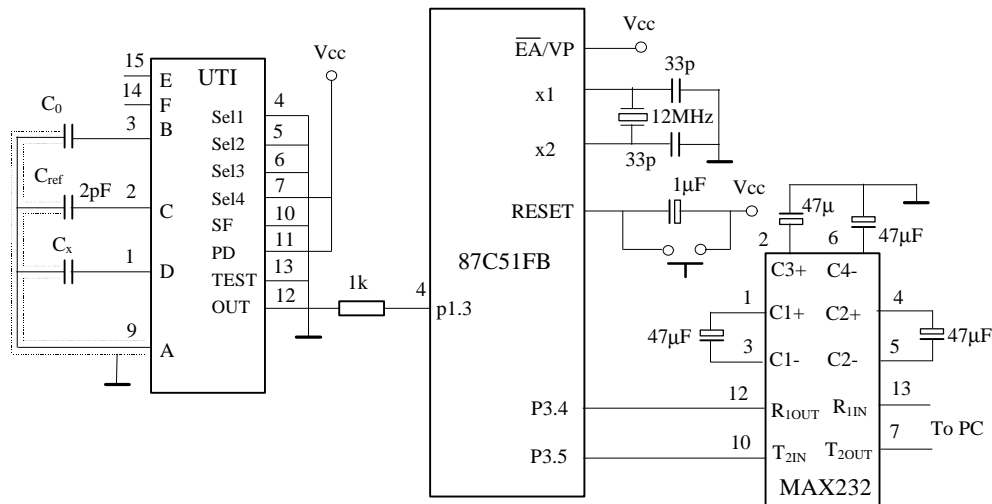 UTI
15
E
14
F
C0
3
B
Cref
2pF
2
C
Cx
1
D
9
A
Sel1
4
Sel2
5
Sel3
6
Sel4
7
SF
10
PD
11
TEST
13
OUT
12
Vcc
1k
4
p1.3
87C51FB
EA/VP
Vcc
x1
33p
12MHz
x2
33p
RESET
1μF
Vcc
P3.4
P3.5
47μ
2
6
47μF
C3+
C4-
1
C1+
C2+
4
47μF
47μF
3
C1-
C2-
5
12
R1OUT
R1IN
13
To PC
10
T2IN
T2OUT
7
MAX232